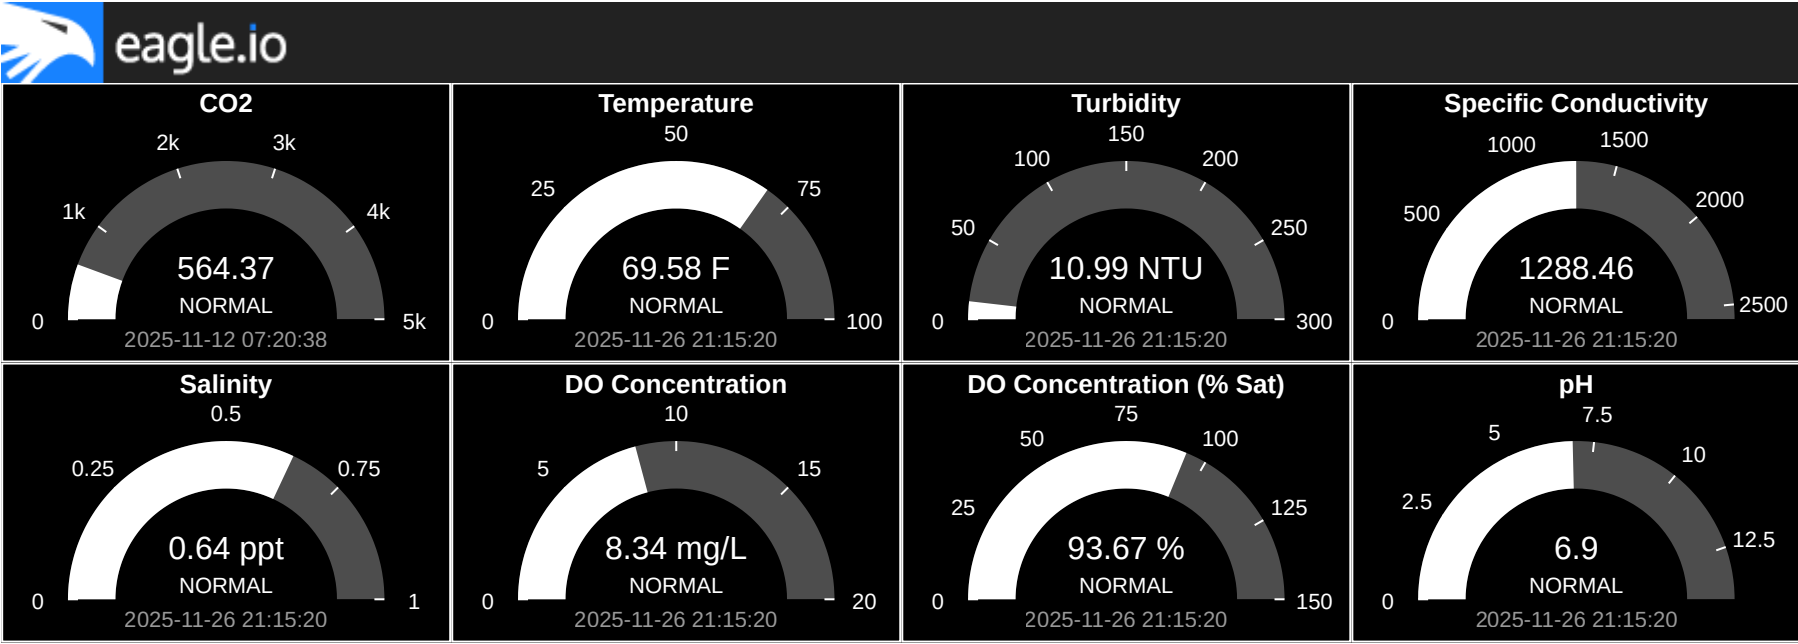 eagle.io
CO2
0
1k
2k
3k
4k
5k
564.37
NORMAL
2025-11-12 07:20:38
Temperature
0
25
50
75
100
69.58 F
NORMAL
2025-11-26 21:15:20
Turbidity
0
50
100
150
200
250
300
10.99 NTU
NORMAL
2025-11-26 21:15:20
Specific Conductivity
0
500
1000
1500
2000
2500
1288.46
NORMAL
2025-11-26 21:15:20
Salinity
0
0.25
0.5
0.75
1
0.64 ppt
NORMAL
2025-11-26 21:15:20
DO Concentration
0
5
10
15
20
8.34 mg/L
NORMAL
2025-11-26 21:15:20
DO Concentration (% Sat)
0
25
50
75
100
125
150
93.67 %
NORMAL
2025-11-26 21:15:20
pH
0
2.5
5
7.5
10
12.5
6.9
NORMAL
2025-11-26 21:15:20